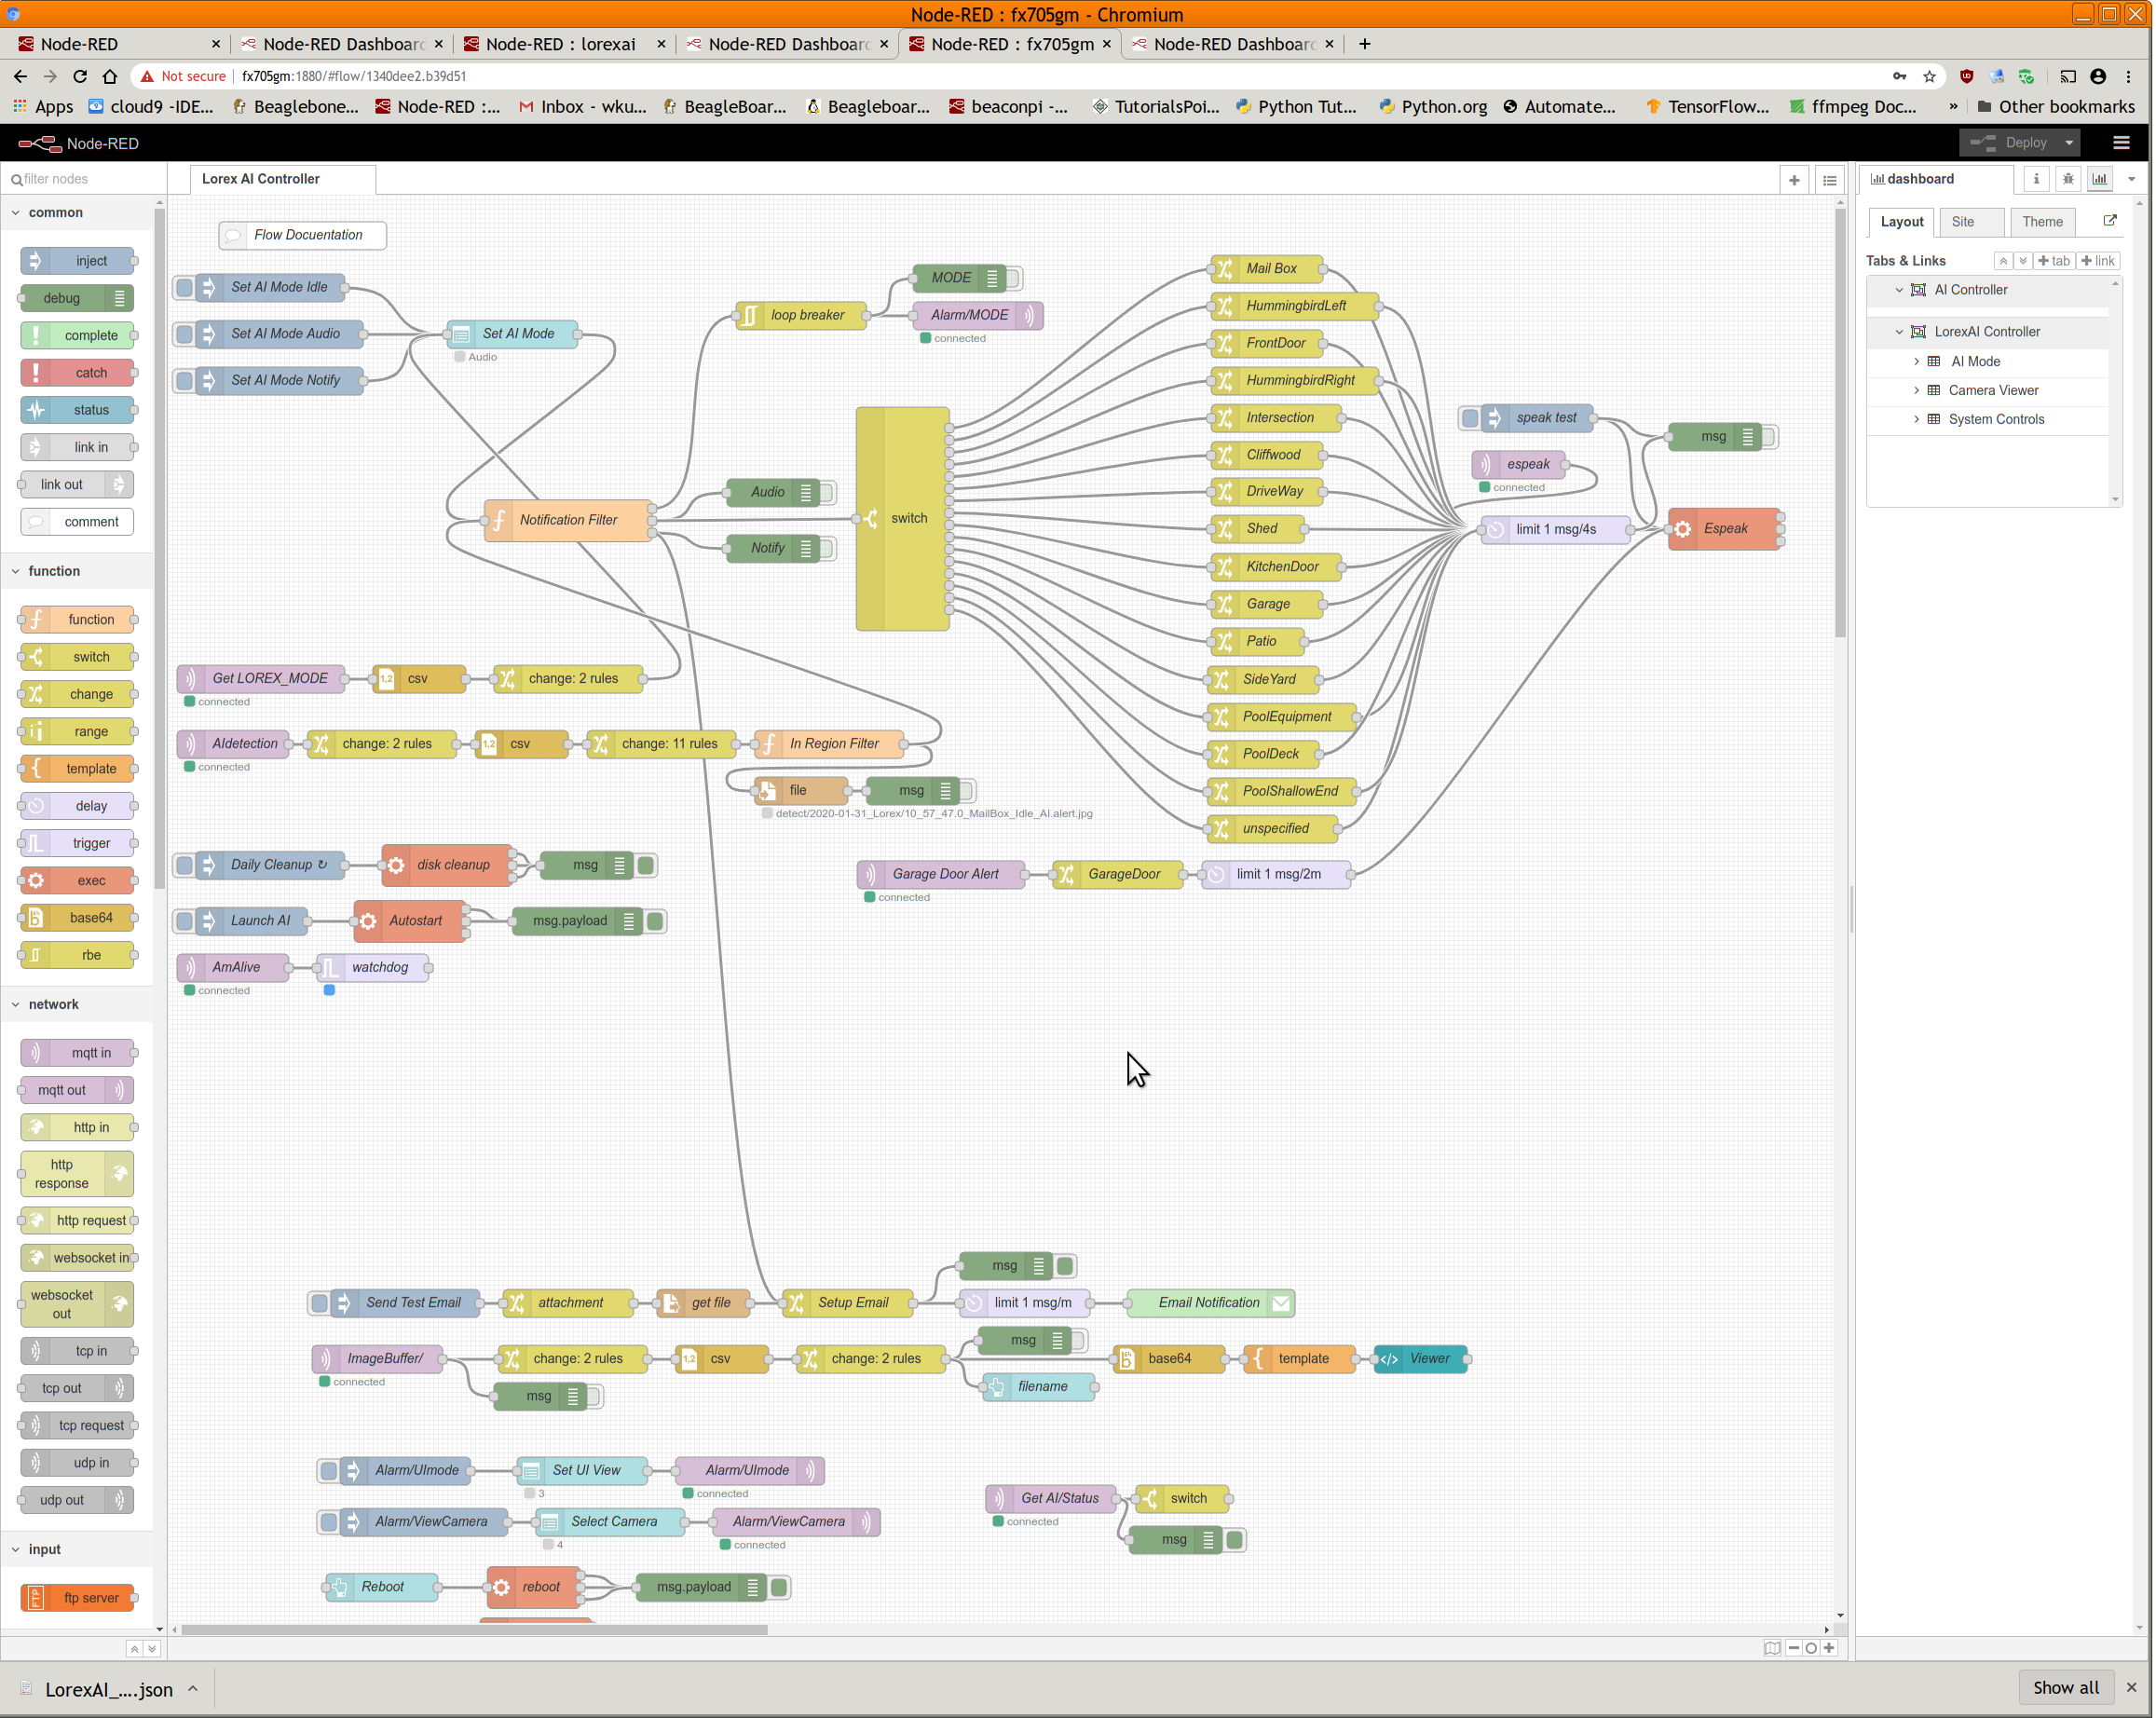 Node-RED : fx705gm - Chromium
Node-RED
Node-RED Dashboard
Node-RED : lorexai
Node-RED Dashboard
Node-RED : fx705gm
Node-RED Dashboard
Not secure
fx705gm:1880/#flow/1340dee2.b39d51
Apps
cloud9 -IDE...
Beaglebone...
Node-RED :...
Inbox - wku...
BeagleBoar...
Beagleboar...
beaconpi -...
TutorialsPoi...
Python Tut...
Python.org
Automate...
TensorFlow...
ffmpeg Doc...
»
Other bookmarks
Node-RED
Deploy
filter nodes
common
inject
debug
complete
catch
status
link in
link out
comment
function
function
switch
change
range
template
delay
trigger
exec
base64
rbe
network
mqtt in
mqtt out
http in
http
response
http request
websocket in
websocket
out
tcp in
tcp out
tcp request
udp in
udp out
input
ftp server
Lorex AI Controller
Flow Docuentation
Set AI Mode Idle
Set AI Mode Audio
Set AI Mode Notify
Set AI Mode
Audio
loop breaker
MODE
Alarm/MODE
connected
Notification Filter
Audio
Notify
switch
Mail Box
HummingbirdLeft
FrontDoor
HummingbirdRight
Intersection
Cliffwood
DriveWay
Shed
KitchenDoor
Garage
Patio
SideYard
PoolEquipment
PoolDeck
PoolShallowEnd
unspecified
speak test
espeak
connected
msg
limit 1 msg/4s
Espeak
Get LOREX_MODE
connected
csv
change: 2 rules
AIdetection
connected
change: 2 rules
csv
change: 11 rules
In Region Filter
file
msg
detect/2020-01-31_Lorex/10_57_47.0_MailBox_Idle_AI.alert.jpg
Daily Cleanup ↻
disk cleanup
msg
Garage Door Alert
connected
GarageDoor
limit 1 msg/2m
Launch AI
Autostart
msg.payload
AmAlive
connected
watchdog
Send Test Email
attachment
get file
Setup Email
msg
limit 1 msg/m
Email Notification
ImageBuffer/
connected
change: 2 rules
csv
change: 2 rules
msg
msg
filename
base64
template
Viewer
Alarm/UImode
Set UI View
3
Alarm/UImode
connected
Alarm/ViewCamera
Select Camera
4
Alarm/ViewCamera
connected
Get AI/Status
connected
switch
msg
Reboot
reboot
msg.payload
dashboard
Layout
Site
Theme
Tabs & Links
tab
link
AI Controller
LorexAI Controller
AI Mode
Camera Viewer
System Controls
LorexAI_....json
Show all